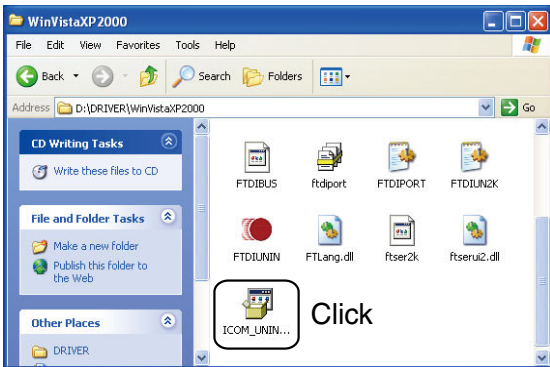 WinVistaXP2000
File Edit View Favorites Tools Help
Back Search Folders
Address D:\DRIVER\WinVistaXP2000 Go
CD Writing Tasks
Write these files to CD
File and Folder Tasks
Make a new folder
Publish this folder to
the Web
Other Places
DRIVER
FTDIBUS ftdiport FTDIPORT FTDIUN2K
FTDIUNIN FTLang.dll ftser2k ftserui2.dll
ICOM_UNIN... Click